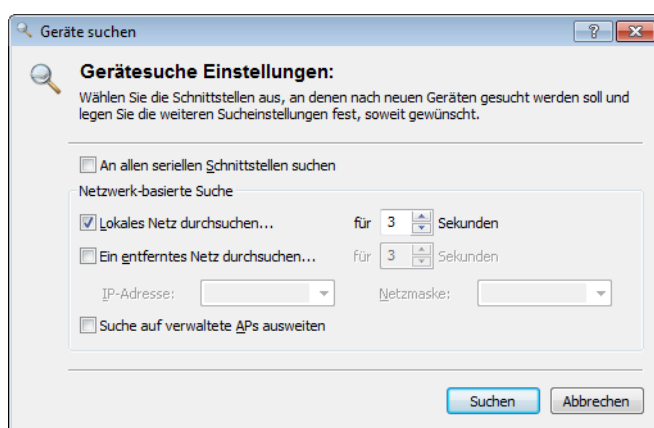 Geräte suchen
Gerätesuche Einstellungen:
Wählen Sie die Schnittstellen aus, an denen nach neuen Geräten gesucht werden soll und
legen Sie die weiteren Sucheinstellungen fest, soweit gewünscht.
An allen seriellen Schnittstellen suchen
Netzwerk-basierte Suche
Lokales Netz durchsuchen... für 3 Sekunden
Ein entferntes Netz durchsuchen... für 3 Sekunden
IP-Adresse: Netzmaske:
Suche auf verwaltete APs ausweiten
Suchen Abbrechen